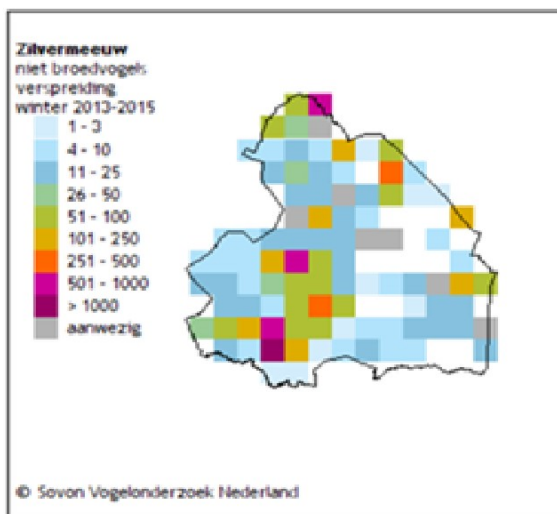 Zilvermeeuw
niet broedvogels
verspreiding
winter 2013-2015
1 - 3
4 - 10
11 - 25
26 - 50
51 - 100
101 - 250
251 - 500
501 - 1000
> 1000
aanwezig
© Sovon Vogelonderzoek Nederland